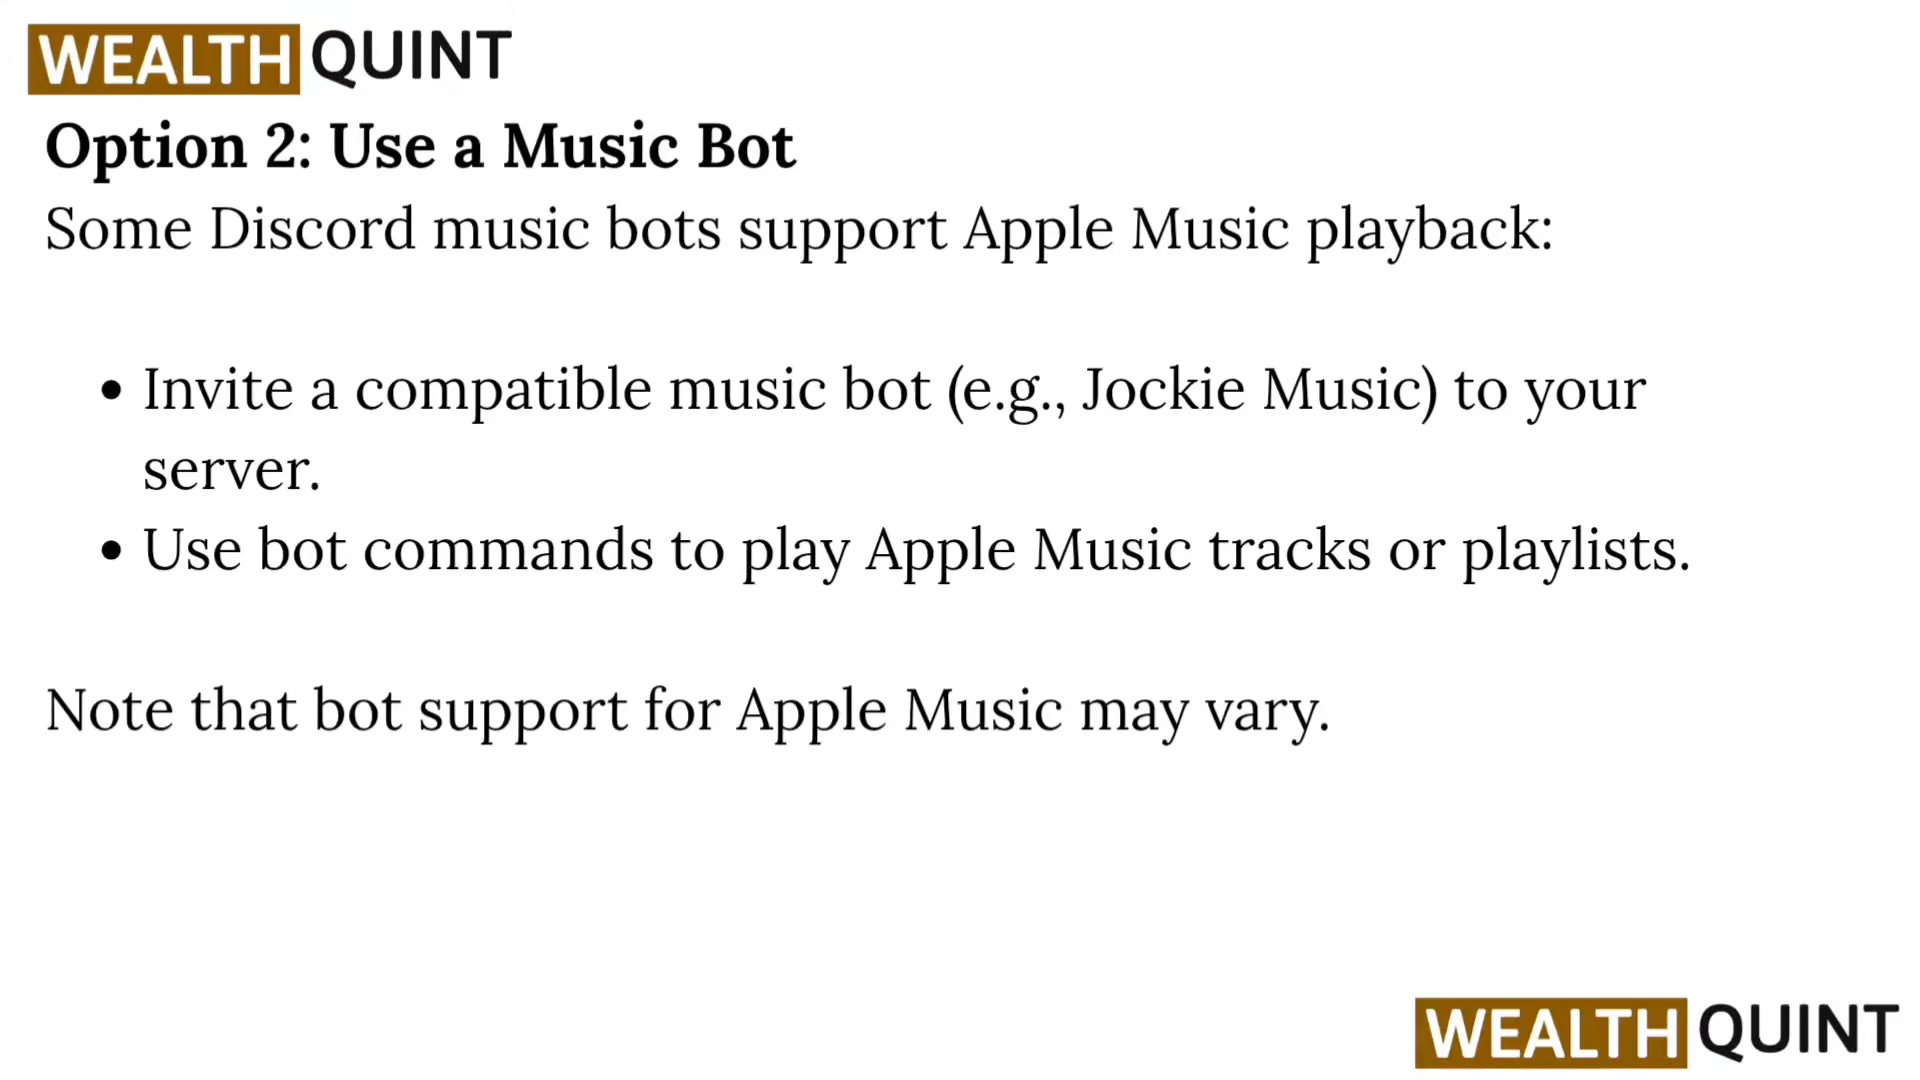 WEALTH QUINT
Option 2: Use a Music Bot
Some Discord music bots support Apple Music playback:
• Invite a compatible music bot (e.g., Jockie Music) to your
server.
• Use bot commands to play Apple Music tracks or playlists.
Note that bot support for Apple Music may vary.
WEALTH QUINT